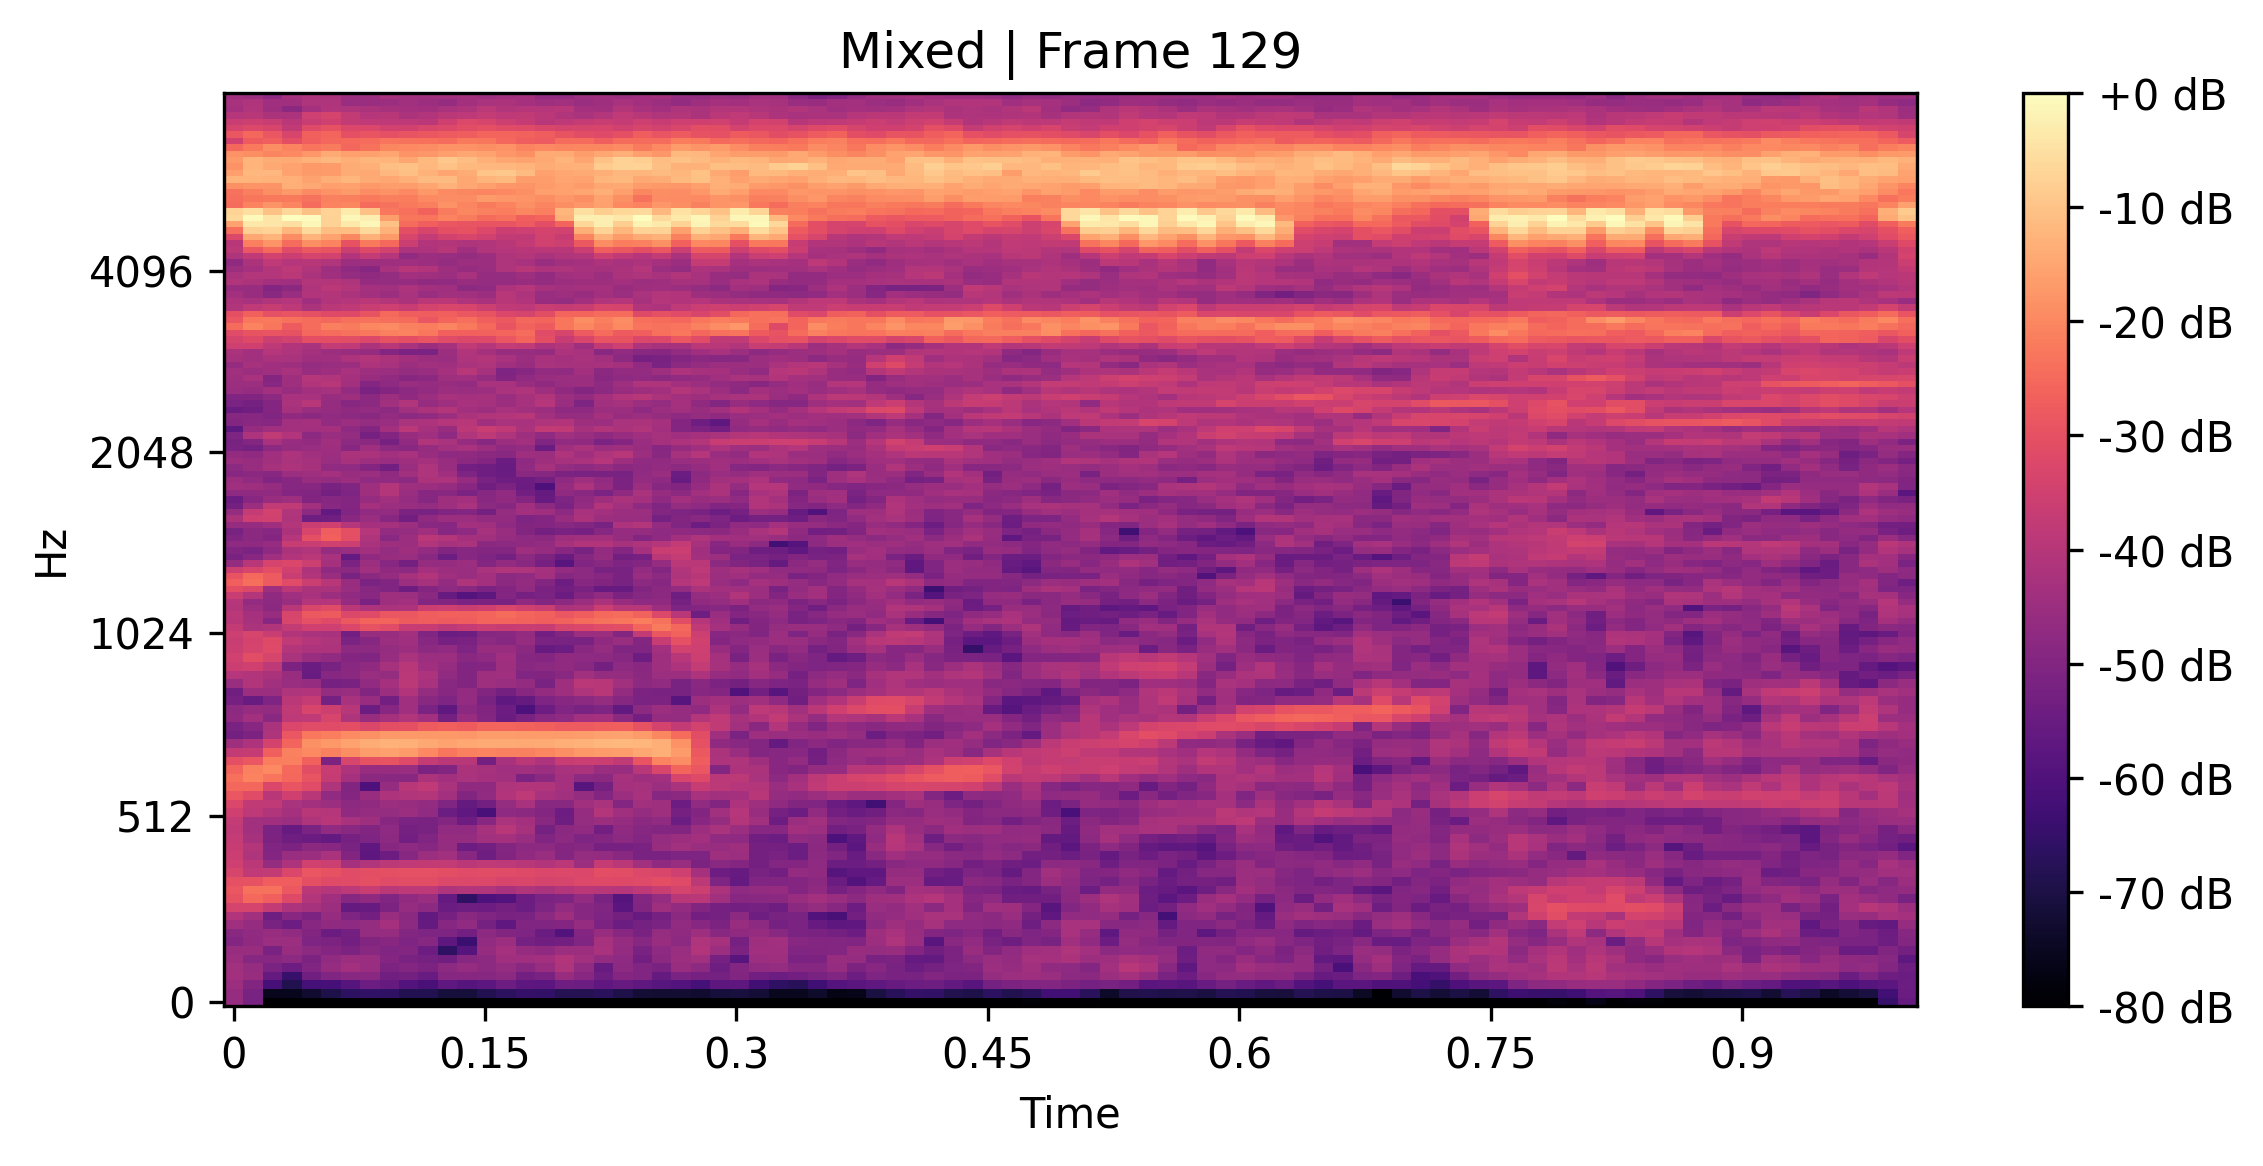 Mixed | Frame 129
+0 dB
-10 dB
-20 dB
-30 dB
-40 dB
-50 dB
-60 dB
-70 dB
-80 dB
Hz
4096
2048
1024
512
0
0 0.15 0.3 0.45 0.6 0.75 0.9
Time